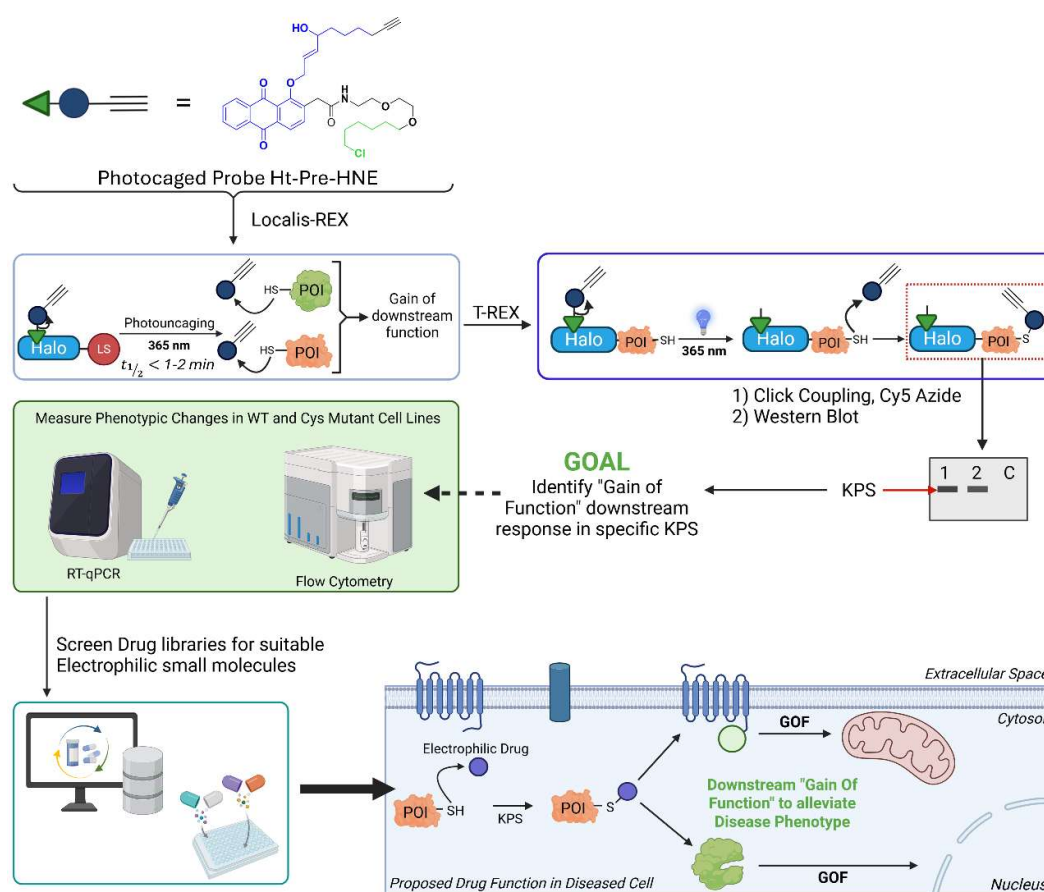 HO
O
O
O
H
N
O
O
O
Cl
=
Photocaged Probe Ht-Pre-HNE
Localis-REX
Halo
LS
Photouncaging
365 nm
t1/2 < 1-2 min
HS
POI
HS
POI
Gain of
downstream
function
T-REX
Halo
POI
SH
365 nm
Halo
POI
SH
Halo
POI
S
1) Click Coupling, Cy5 Azide
2) Western Blot
1 2 C
KPS
GOAL
Identify "Gain of
Function" downstream
response in specific KPS
Measure Phenotypic Changes in WT and Cys Mutant Cell Lines
RT-qPCR
Flow Cytometry
Screen Drug libraries for suitable
Electrophilic small molecules
Extracellular Space
Cytosol
Electrophilic Drug
POI
SH
KPS
POI
S
GOF
Downstream "Gain Of
Function" to alleviate
Disease Phenotype
GOF
Proposed Drug Function in Diseased Cell
Nucleus